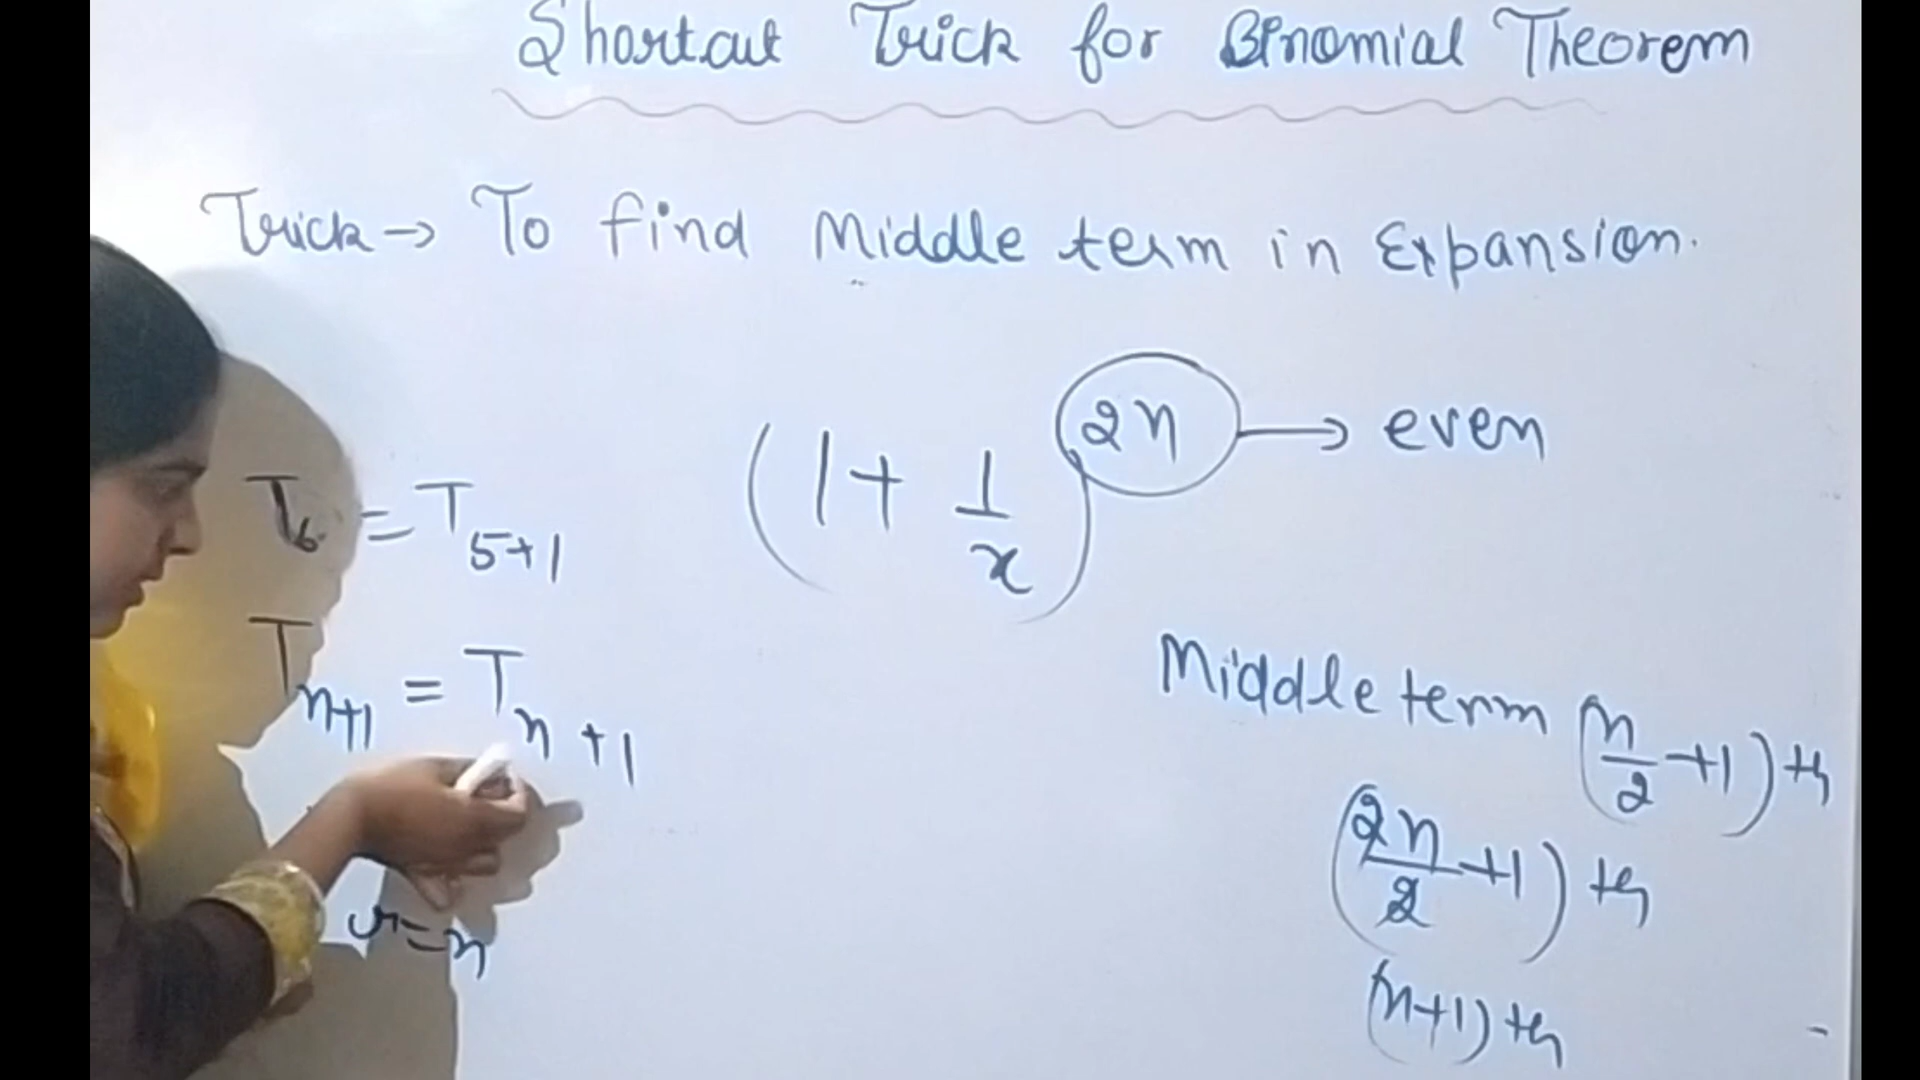 Shortcut Trick for Binomial Theorem
Trick → To find Middle term in Expansion.
(1 + 1/x)^2n → even
T6 = T5+1
Tn+1 = Tn+1
r=n
Middle term (n/2 +1)th
(2n/2 +1)th
(n+1)th